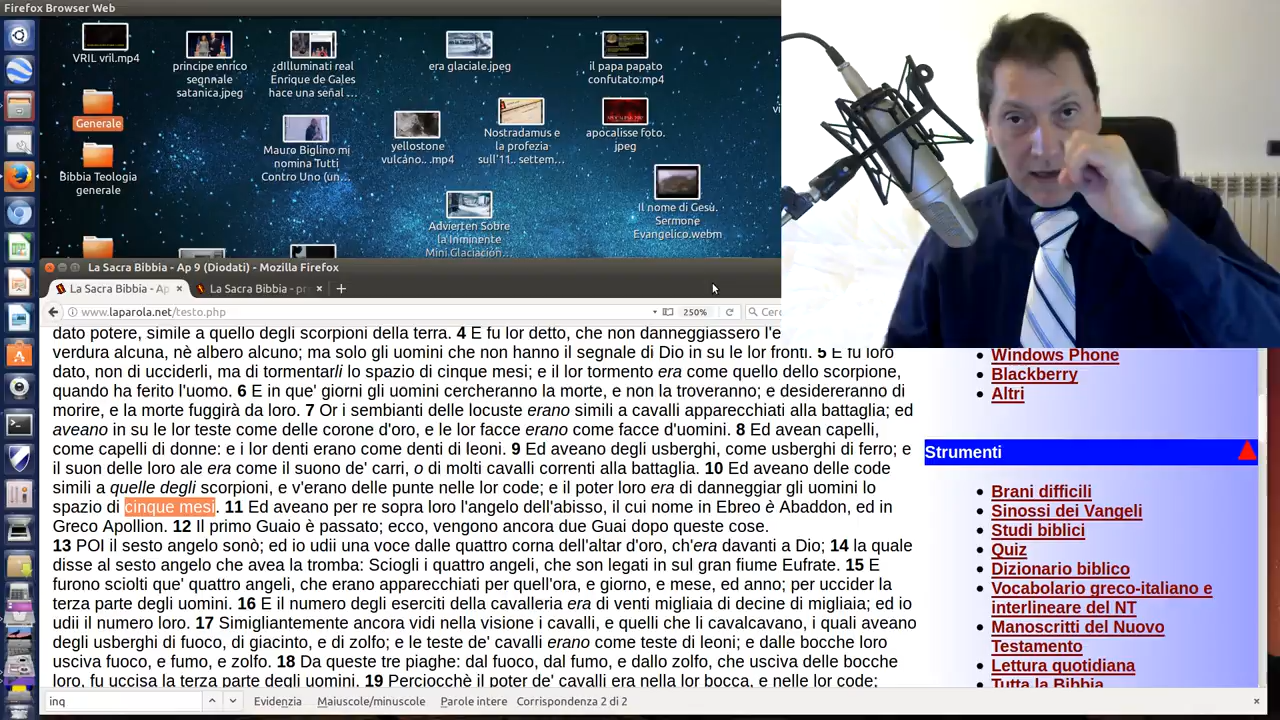 Firefox Browser Web
VRIL vril.mp4
principe enrico
segnnale
satanica.jpeg
¿dIlluminati real
Enrique de Gales
hace una señal ...
era glaciale.jpeg
il papa papato
confutato:mp4
Generale
Mauro Biglino mi
nomina Tutti
Contro Uno (un...
yellostone
vulcáno... .mp4
Nostradamus e
la profezia
sull'11. settem...
apocalisse foto.
jpeg
Bibbia Teologia
generale
Advierten Sobre
la Inminente
Mini Glaciación...
Il nome di Gesù.
Sermone
Evangelico.webm
La Sacra Bibbia - Ap 9 (Diodati) - Mozilla Firefox
La Sacra Bibbia - Ap
La Sacra Bibbia - pr
www.laparola.net/testo.php
250%
Cerc
dato potere, simile a quello degli scorpioni della terra. 4 E fu lor detto, che non danneggiassero l'e
verdura alcuna, nè albero alcuno; ma solo gli uomini che non hanno il segnale di Dio in su le lor fronti. 5 E fu loro
dato, non di ucciderli, ma di tormentarli lo spazio di cinque mesi; e il lor tormento era come quello dello scorpione,
quando ha ferito l'uomo. 6 E in que' giorni gli uomini cercheranno la morte, e non la troveranno; e desidereranno di
morire, e la morte fuggirà da loro. 7 Or i sembianti delle locuste erano simili a cavalli apparecchiati alla battaglia; ed
aveano in su le lor teste come delle corone d'oro, e le lor facce erano come facce d'uomini. 8 Ed avean capelli,
come capelli di donne: e i lor denti erano come denti di leoni. 9 Ed aveano degli usberghi, come usberghi di ferro; e
il suon delle loro ale era come il suono de' carri, o di molti cavalli correnti alla battaglia. 10 Ed aveano delle code
simili a quelle degli scorpioni, e v'erano delle punte nelle lor code; e il poter loro era di danneggiar gli uomini lo
spazio di cinque mesi. 11 Ed aveano per re sopra loro l'angelo dell'abisso, il cui nome in Ebreo è Abaddon, ed in
Greco Apollion. 12 Il primo Guaio è passato; ecco, vengono ancora due Guai dopo queste cose.
13 POI il sesto angelo sonò; ed io udii una voce dalle quattro corna dell'altar d'oro, ch'era davanti a Dio; 14 la quale
disse al sesto angelo che avea la tromba: Sciogli i quattro angeli, che son legati in sul gran fiume Eufrate. 15 E
furono sciolti que' quattro angeli, che erano apparecchiati per quell'ora, e giorno, e mese, ed anno; per uccider la
terza parte degli uomini. 16 E il numero degli eserciti della cavalleria era di venti migliaia di decine di migliaia; ed io
udii il numero loro. 17 Simigliantemente ancora vidi nella visione i cavalli, e quelli che li cavalcavano, i quali aveano
degli usberghi di fuoco, di giacinto, e di zolfo; e le teste de' cavalli erano come teste di leoni; e dalle bocche loro
usciva fuoco, e fumo, e zolfo. 18 Da queste tre piaghe: dal fuoco, dal fumo, e dallo zolfo, che usciva delle bocche
loro, fu uccisa la terza parte degli uomini. 19 Perciocchè il poter de' cavalli era nella lor bocca, e nelle lor code;
Windows Phone
Blackberry
Altri
Strumenti
Brani difficili
Sinossi dei Vangeli
Studi biblici
Quiz
Dizionario biblico
Vocabolario greco-italiano e
interlineare del NT
Manoscritti del Nuovo
Testamento
Lettura quotidiana
Tutta la Bibbia
inq
Evidenzia
Maiuscole/minuscole
Parole intere
Corrispondenza 2 di 2